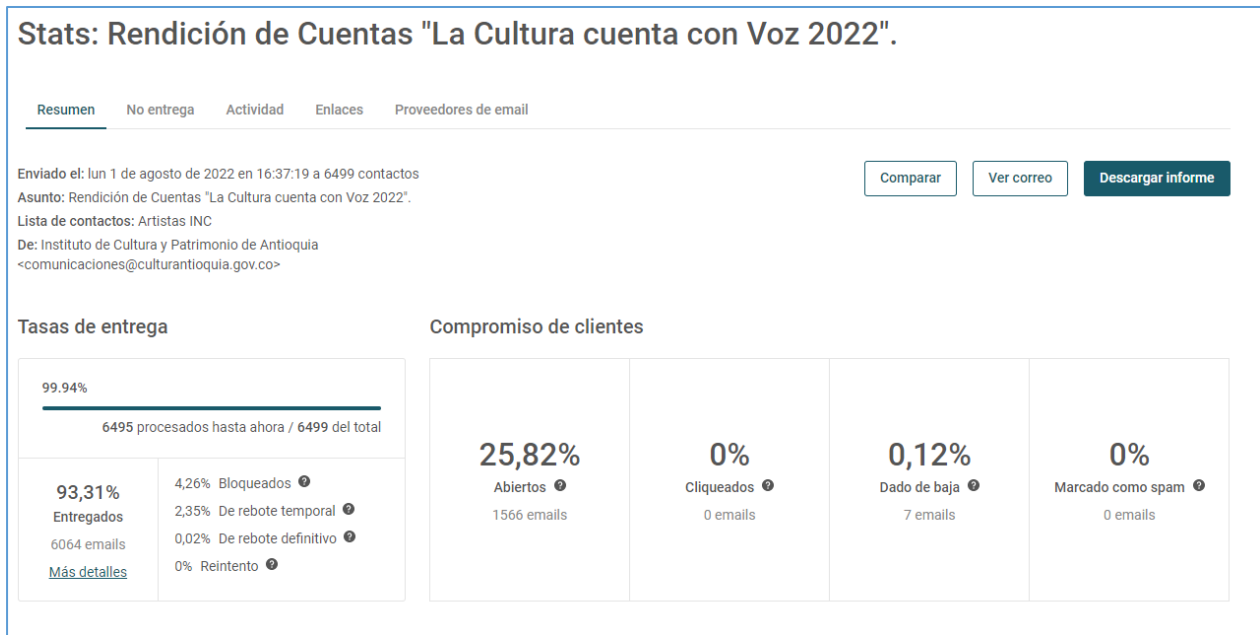 Stats: Rendición de Cuentas "La Cultura cuenta con Voz 2022".
Resumen No entrega Actividad Enlaces Proveedores de email
Enviado el: lun 1 de agosto de 2022 en 16:37:19 a 6499 contactos
Asunto: Rendición de Cuentas "La Cultura cuenta con Voz 2022".
Lista de contactos: Artistas INC
De: Instituto de Cultura y Patrimonio de Antioquia
<comunicaciones@culturantioquia.gov.co>
Comparar Ver correo Descargar informe
Tasas de entrega
99.94%
6495 procesados hasta ahora / 6499 del total
93,31%
Entregados
6064 emails
Más detalles
4,26% Bloqueados
2,35% De rebote temporal
0,02% De rebote definitivo
0% Reintento
Compromiso de clientes
25,82%
Abiertos
1566 emails
0%
Cliqueados
0 emails
0,12%
Dado de baja
7 emails
0%
Marcado como spam
0 emails